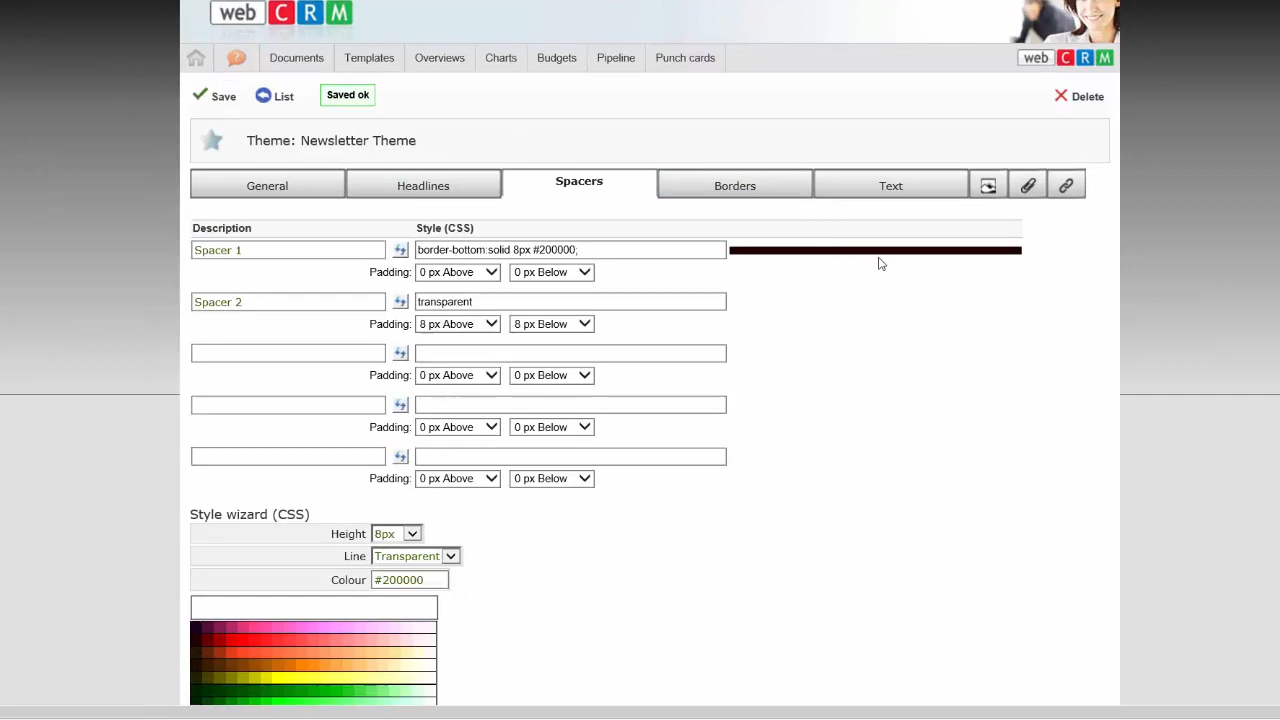 web C R M
Documents Templates Overviews Charts Budgets Pipeline Punch cards web C R M
Save List Saved ok Delete
Theme: Newsletter Theme
General Headlines Spacers Borders Text
Description Style (CSS)
Spacer 1 border-bottom:solid 8px #200000;
Padding: 0 px Above 0 px Below
Spacer 2 transparent
Padding: 8 px Above 8 px Below
Padding: 0 px Above 0 px Below
Padding: 0 px Above 0 px Below
Padding: 0 px Above 0 px Below
Style wizard (CSS)
Height 8px
Line Transparent
Colour #200000